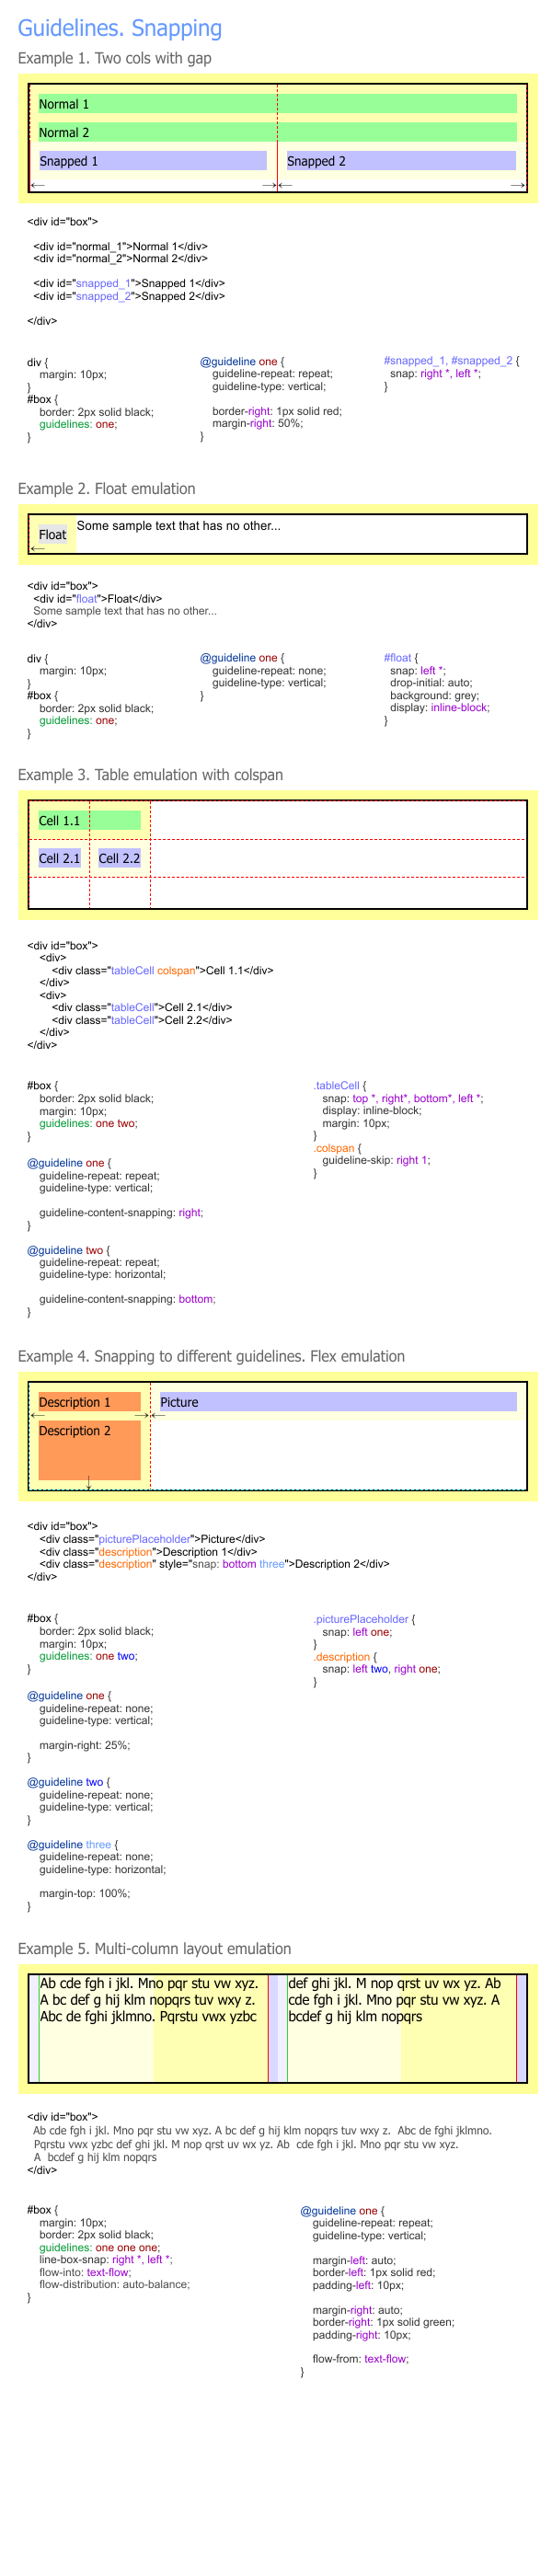 Guidelines. Snapping
Example 1. Two cols with gap
Normal 1
Normal 2
Snapped 1 Snapped 2
<div id="box">
<div id="normal_1">Normal 1</div>
<div id="normal_2">Normal 2</div>
<div id="snapped_1">Snapped 1</div>
<div id="snapped_2">Snapped 2</div>
</div>
div {
margin: 10px;
}
#box {
border: 2px solid black;
guidelines: one;
}
@guideline one {
guideline-repeat: repeat;
guideline-type: vertical;
border-right: 1px solid red;
margin-right: 50%;
}
#snapped_1, #snapped_2 {
snap: right *, left *;
}
Example 2. Float emulation
Float
Some sample text that has no other...
<div id="box">
<div id="float">Float</div>
Some sample text that has no other...
</div>
div {
margin: 10px;
}
#box {
border: 2px solid black;
guidelines: one;
}
@guideline one {
guideline-repeat: none;
guideline-type: vertical;
}
#float {
snap: left *;
drop-initial: auto;
background: grey;
display: inline-block;
}
Example 3. Table emulation with colspan
Cell 1.1
Cell 2.1 Cell 2.2
<div id="box">
<div>
<div class="tableCell colspan">Cell 1.1</div>
</div>
<div>
<div class="tableCell">Cell 2.1</div>
<div class="tableCell">Cell 2.2</div>
</div>
</div>
#box {
border: 2px solid black;
margin: 10px;
guidelines: one two;
}
@guideline one {
guideline-repeat: repeat;
guideline-type: vertical;
guideline-content-snapping: right;
}
@guideline two {
guideline-repeat: repeat;
guideline-type: horizontal;
guideline-content-snapping: bottom;
}
.tableCell {
snap: top *, right*, bottom*, left *;
display: inline-block;
margin: 10px;
}
.colspan {
guideline-skip: right 1;
}
Example 4. Snapping to different guidelines. Flex emulation
Description 1 Picture
Description 2
<div id="box">
<div class="picturePlaceholder">Picture</div>
<div class="description">Description 1</div>
<div class="description" style="snap: bottom three">Description 2</div>
</div>
#box {
border: 2px solid black;
margin: 10px;
guidelines: one two;
}
@guideline one {
guideline-repeat: none;
guideline-type: vertical;
margin-right: 25%;
}
@guideline two {
guideline-repeat: none;
guideline-type: vertical;
}
@guideline three {
guideline-repeat: none;
guideline-type: horizontal;
margin-top: 100%;
}
.picturePlaceholder {
snap: left one;
}
.description {
snap: left two, right one;
}
Example 5. Multi-column layout emulation
Ab cde fgh i jkl. Mno pqr stu vw xyz.
A bc def g hij klm nopqrs tuv wxy z.
Abc de fghi jklmno. Pqrstu vwx yzbc
def ghi jkl. M nop qrst uv wx yz. Ab
cde fgh i jkl. Mno pqr stu vw xyz. A
bcdef g hij klm nopqrs
<div id="box">
Ab cde fgh i jkl. Mno pqr stu vw xyz. A bc def g hij klm nopqrs tuv wxy z. Abc de fghi jklmno.
Pqrstu vwx yzbc def ghi jkl. M nop qrst uv wx yz. Ab cde fgh i jkl. Mno pqr stu vw xyz.
A bcdef g hij klm nopqrs
</div>
#box {
margin: 10px;
border: 2px solid black;
guidelines: one one one;
line-box-snap: right *, left *;
flow-into: text-flow;
flow-distribution: auto-balance;
}
@guideline one {
guideline-repeat: repeat;
guideline-type: vertical;
margin-left: auto;
border-left: 1px solid red;
padding-left: 10px;
margin-right: auto;
border-right: 1px solid green;
padding-right: 10px;
flow-from: text-flow;
}